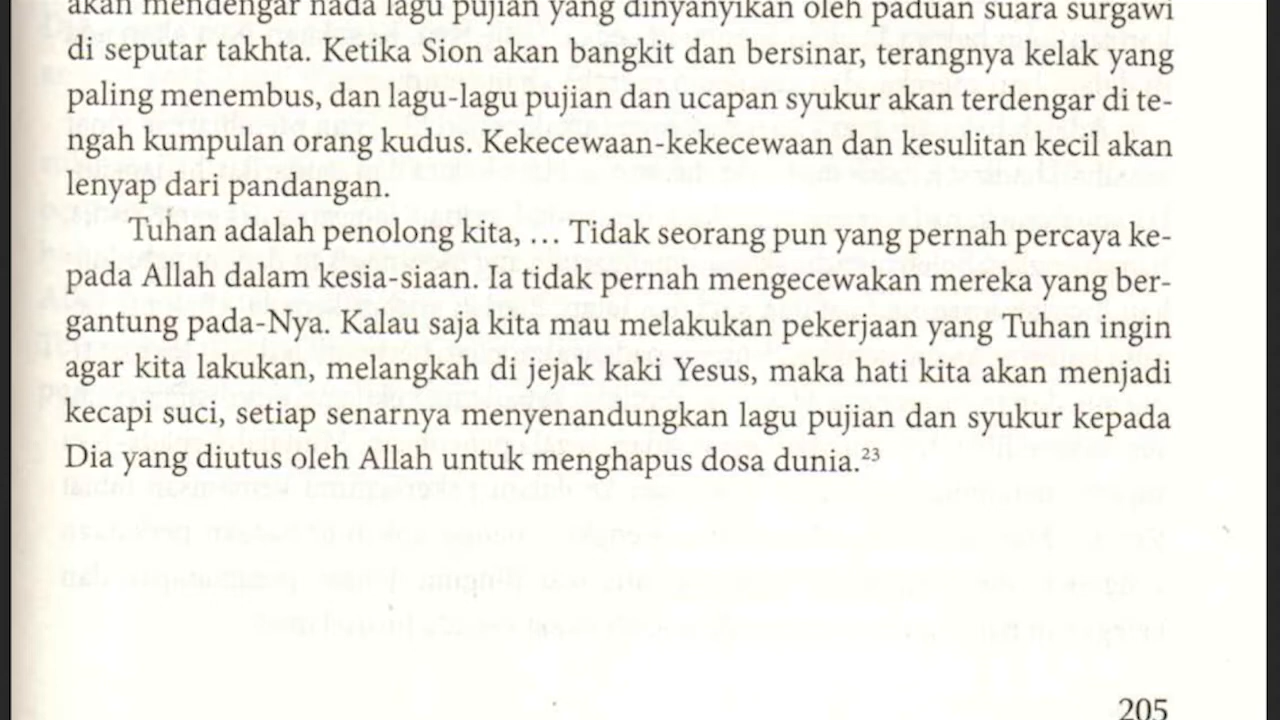 akan mendengar nada lagu pujian yang dinyanyikan oleh paduan suara surgawi
di seputar takhta. Ketika Sion akan bangkit dan bersinar, terangnya kelak yang
paling menembus, dan lagu-lagu pujian dan ucapan syukur akan terdengar di te-
ngah kumpulan orang kudus. Kekecewaan-kekecewaan dan kesulitan kecil akan
lenyap dari pandangan.
Tuhan adalah penolong kita, … Tidak seorang pun yang pernah percaya ke-
pada Allah dalam kesia-siaan. Ia tidak pernah mengecewakan mereka yang ber-
gantung pada-Nya. Kalau saja kita mau melakukan pekerjaan yang Tuhan ingin
agar kita lakukan, melangkah di jejak kaki Yesus, maka hati kita akan menjadi
kecapi suci, setiap senarnya menyenandungkan lagu pujian dan syukur kepada
Dia yang diutus oleh Allah untuk menghapus dosa dunia.²³
205